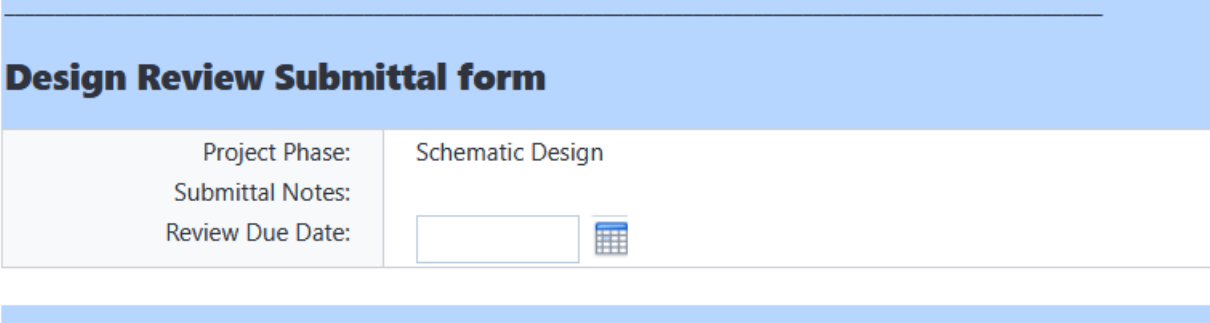 Design Review Submittal form
Project Phase: Schematic Design
Submittal Notes:
Review Due Date: